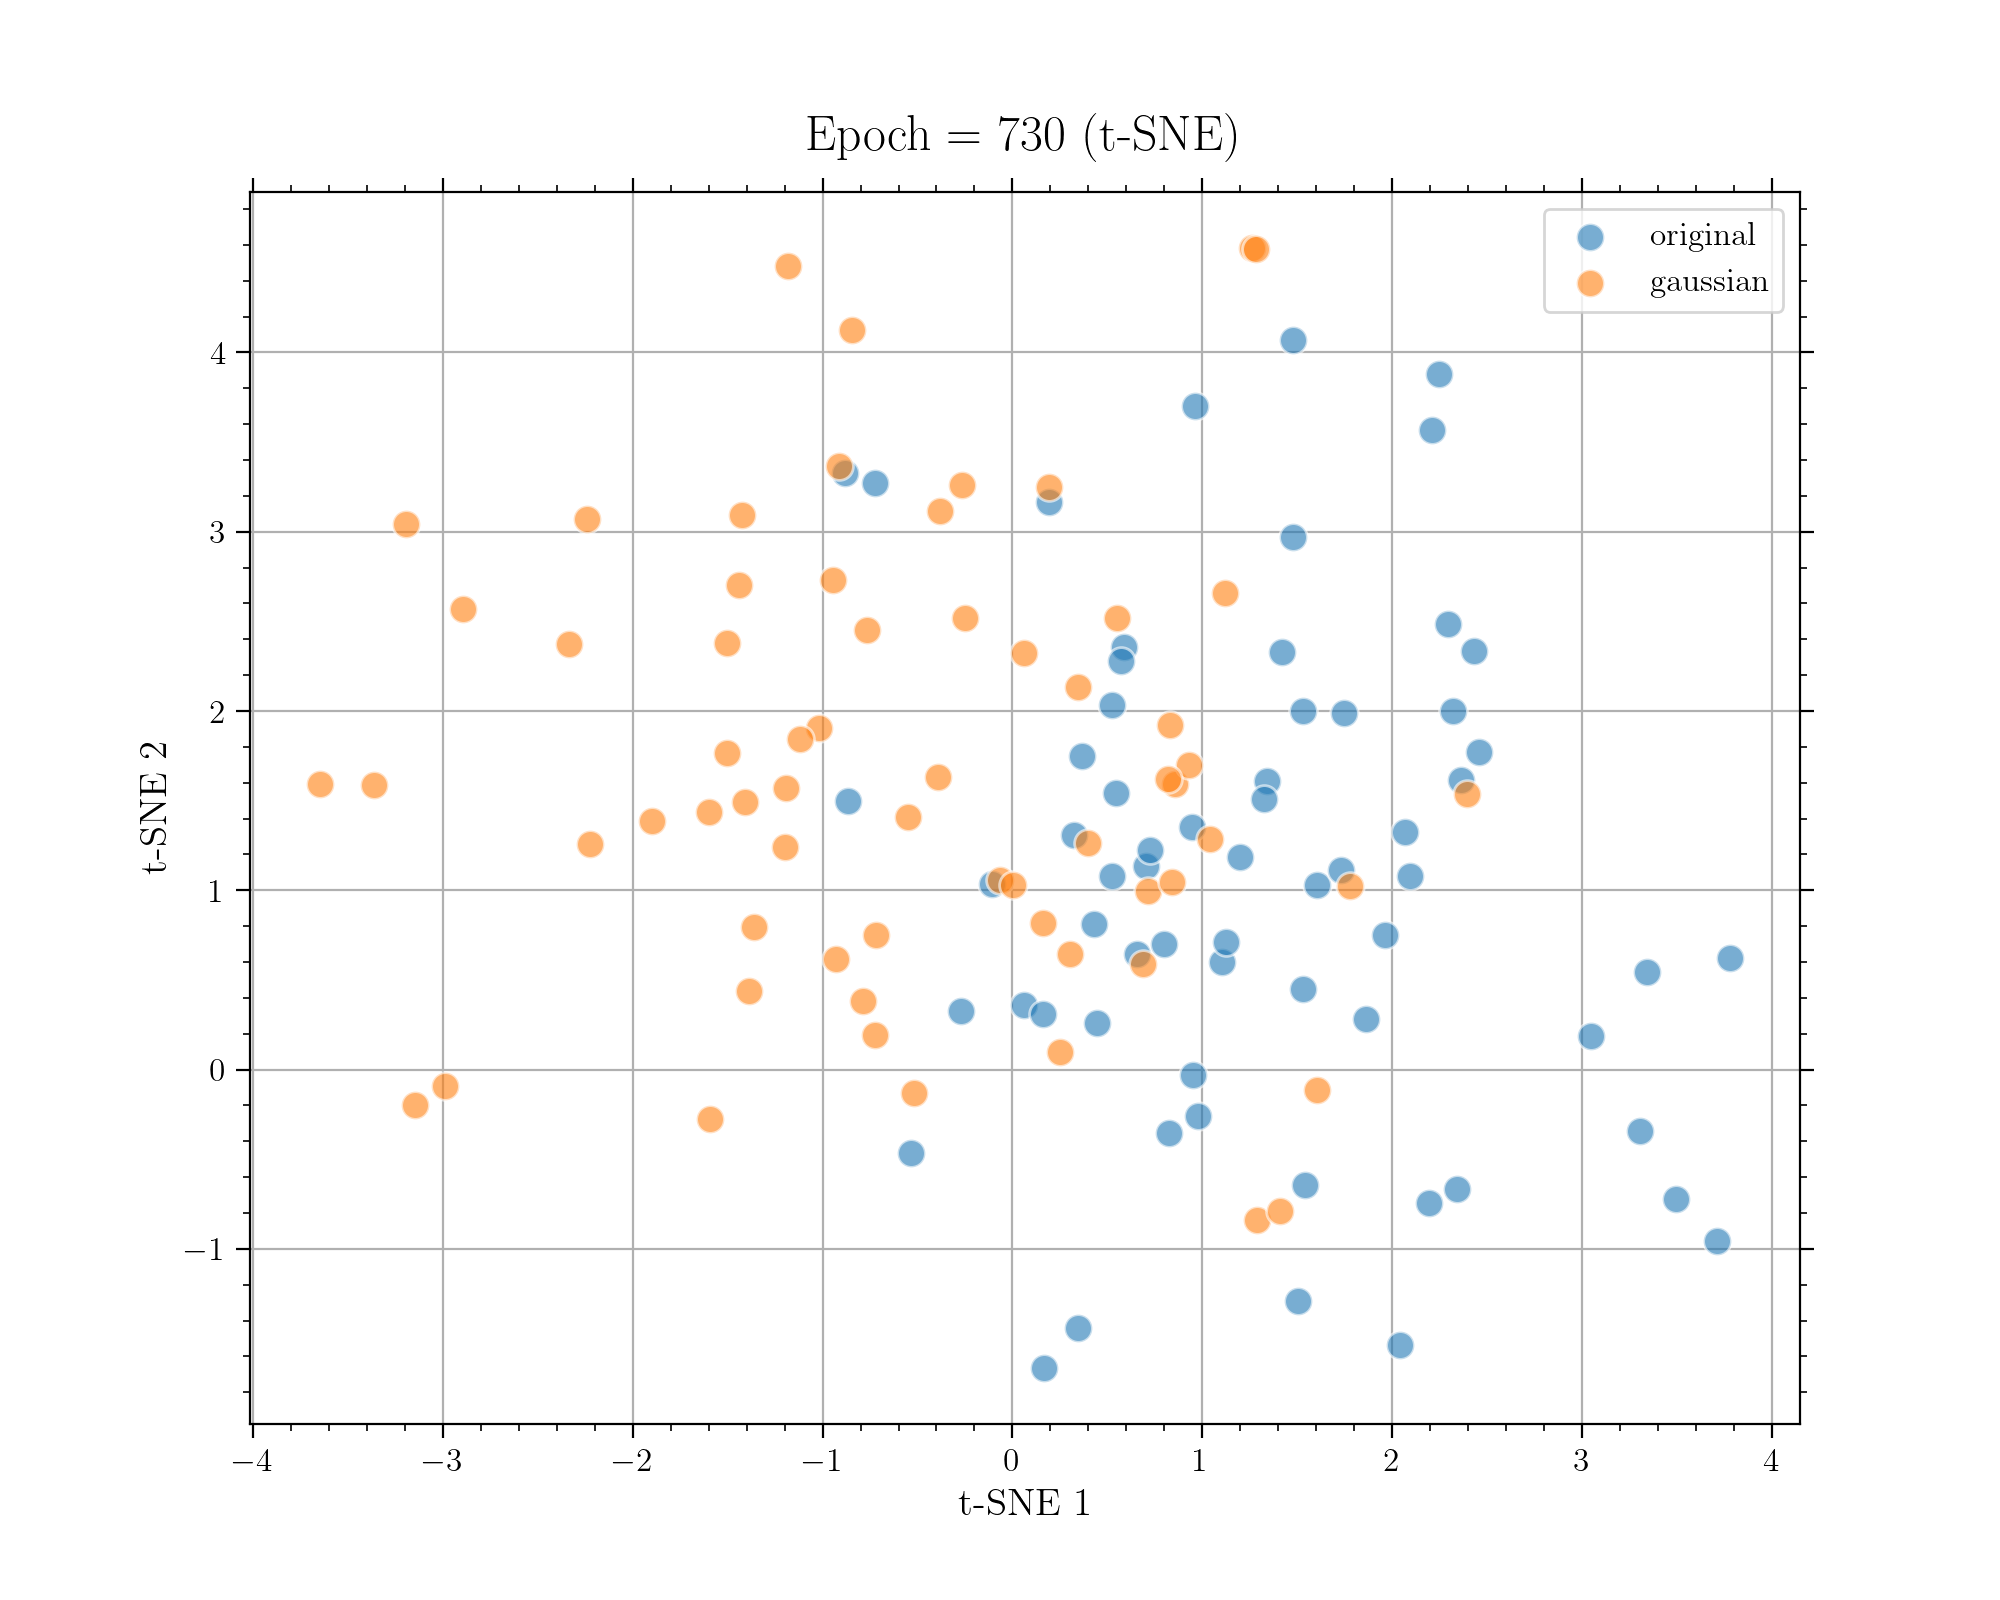 Epoch = 730 (t-SNE)
original
gaussian
4
3
2
1
0
−1
t-SNE 2
−4 −3 −2 −1 0 1 2 3 4
t-SNE 1